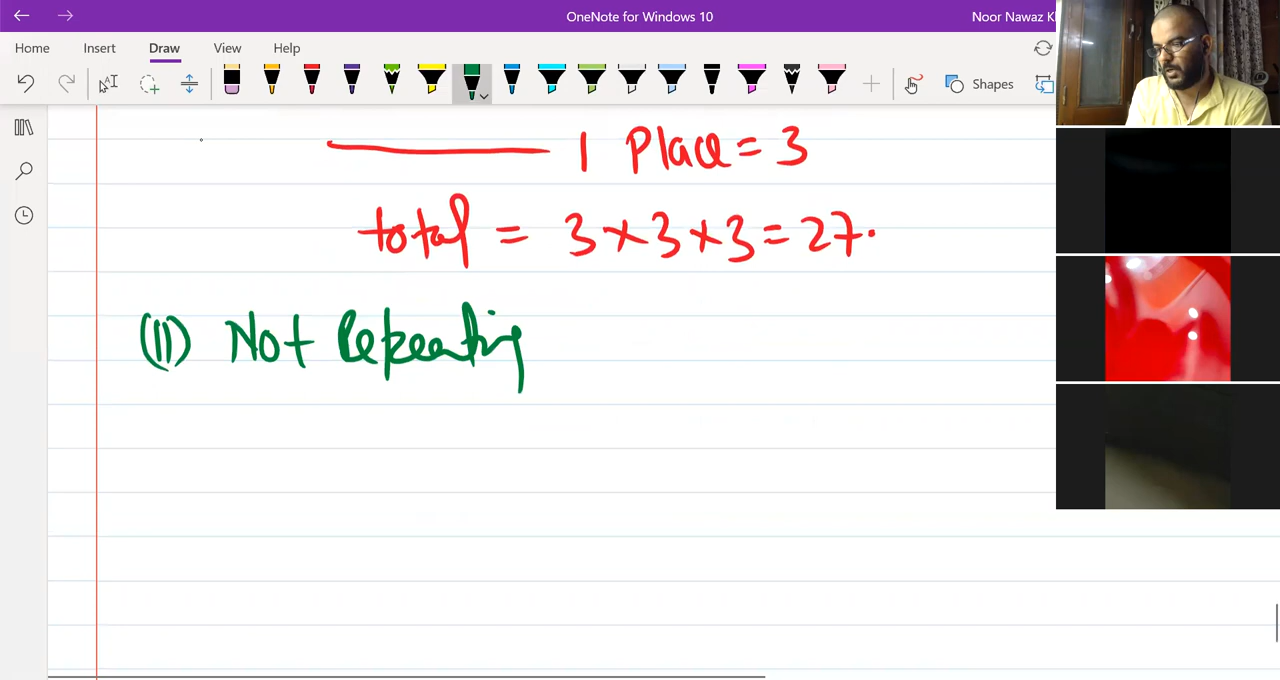 OneNote for Windows 10
Noor Nawaz Kh
Home Insert Draw View Help
Shapes
1 Place = 3
total = 3 × 3 × 3 = 27.
(II) Not Repeating